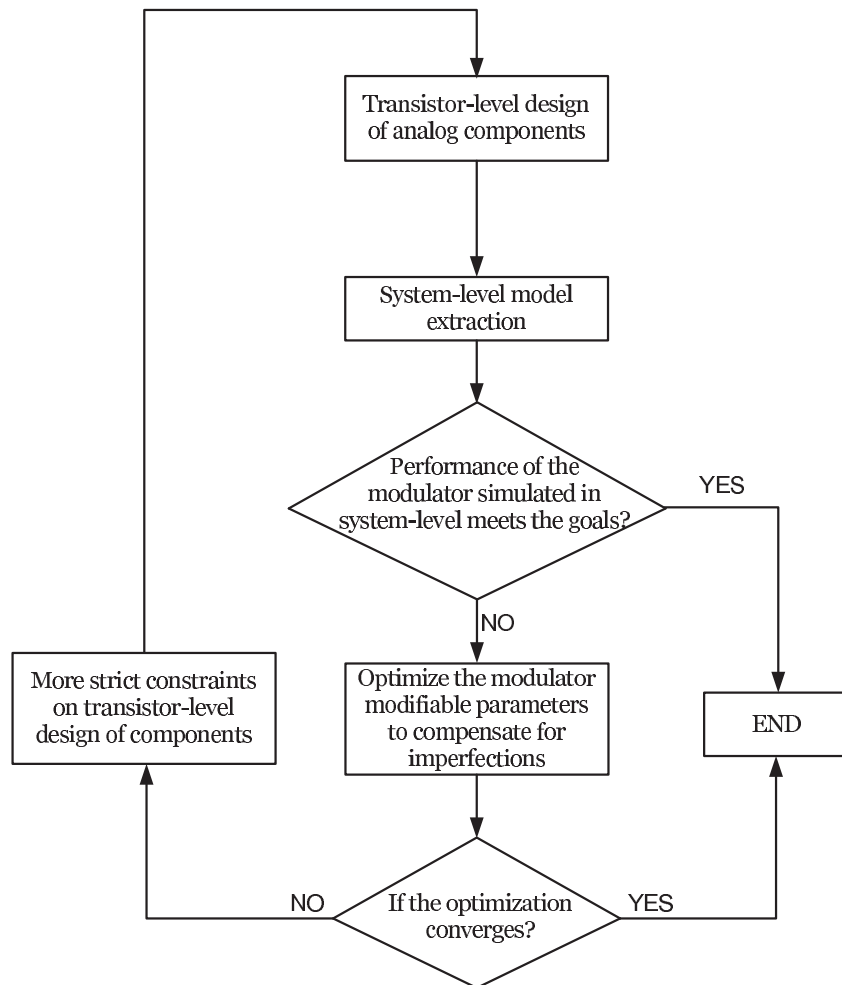 Transistor-level design
of analog components
System-level model
extraction
Performance of the
modulator simulated in
system-level meets the goals?
YES
NO
More strict constraints
on transistor-level
design of components
Optimize the modulator
modifiable parameters
to compensate for
imperfections
END
If the optimization
converges?
NO
YES